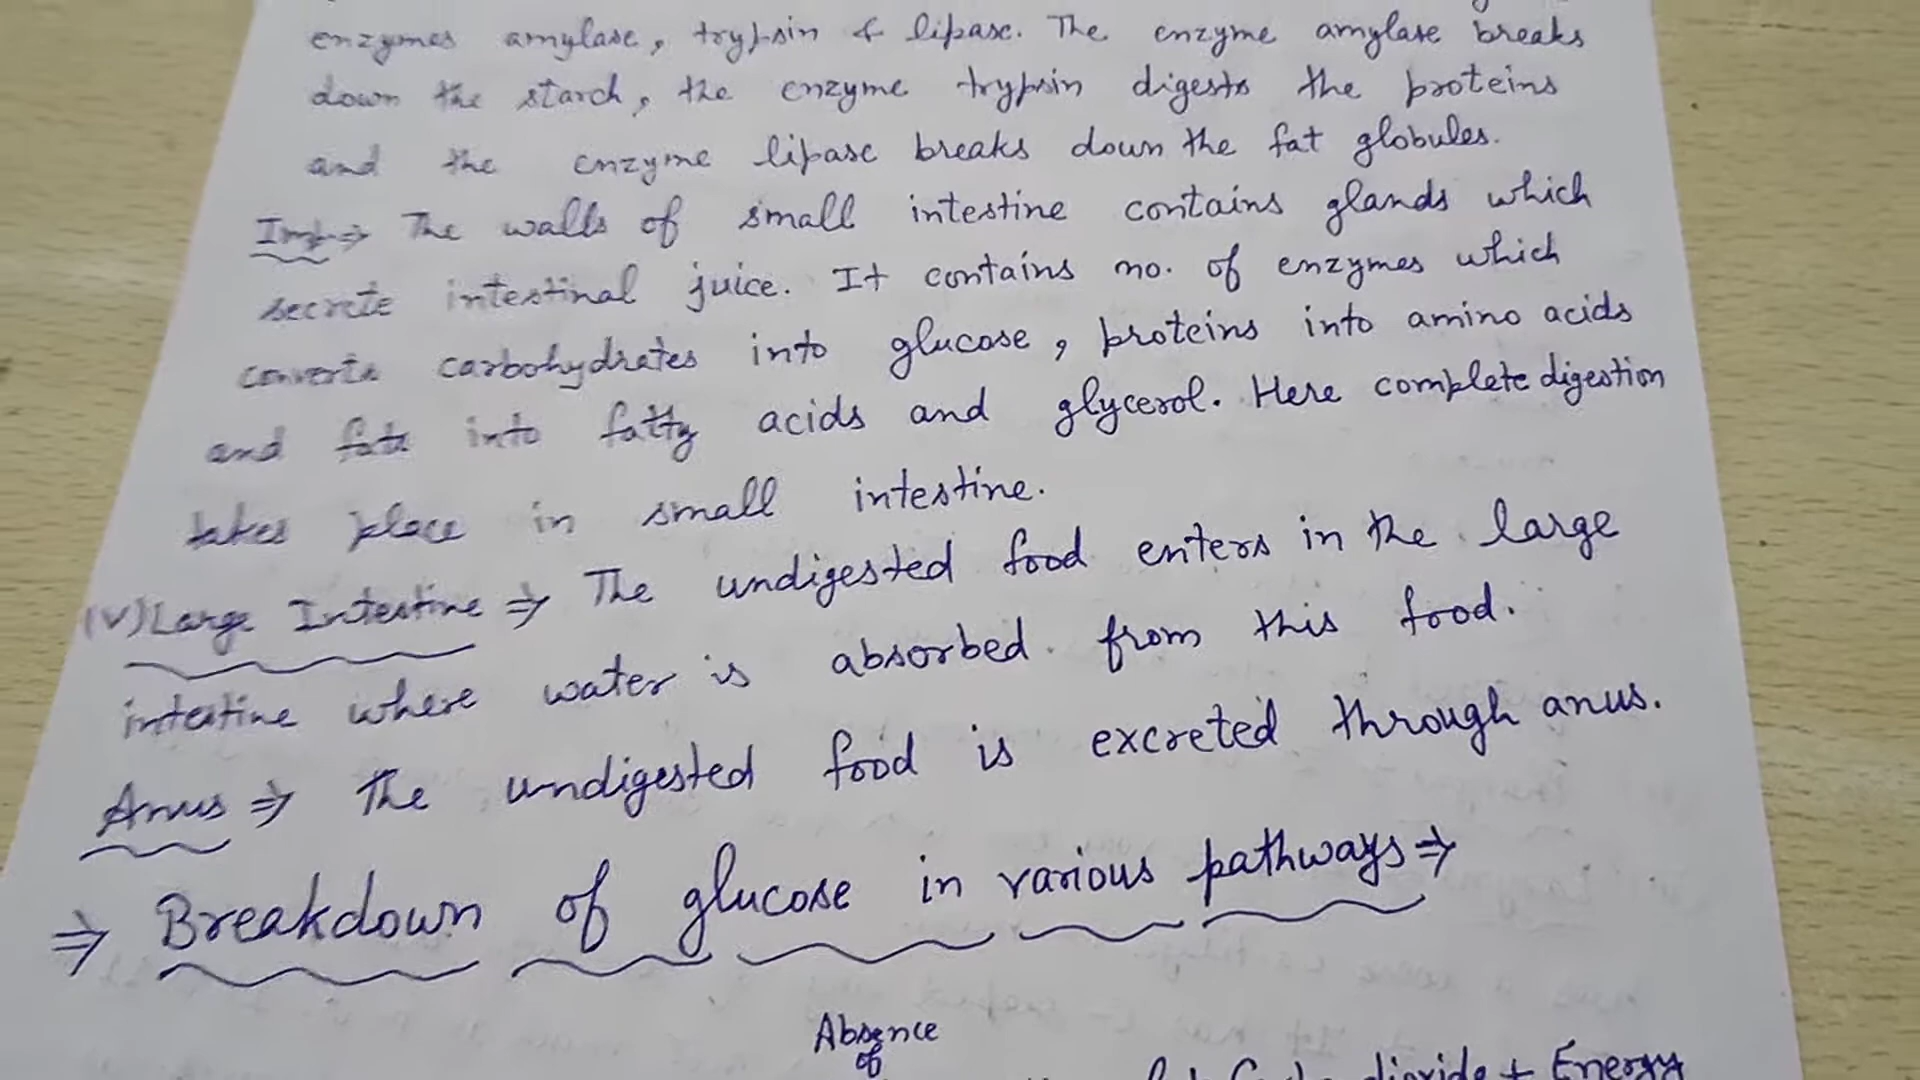 enzymes amylase, trypsin & lipase. The enzyme amylase breaks
down the starch, the enzyme trypsin digests the proteins
and the enzyme lipase breaks down the fat globules.
Imp⇒ The walls of small intestine contains glands which
secrete intestinal juice. It contains no. of enzymes which
converts carbohydrates into glucose, proteins into amino acids
and fats into fatty acids and glycerol. Here complete digestion
takes place in small intestine.
(V) Large Intestine ⇒ The undigested food enters in the large
intestine where water is absorbed from this food.
Anus ⇒ The undigested food is excreted through anus.
⇒ Breakdown of glucose in various pathways ⇒
Absence
of
dioxide + Energy